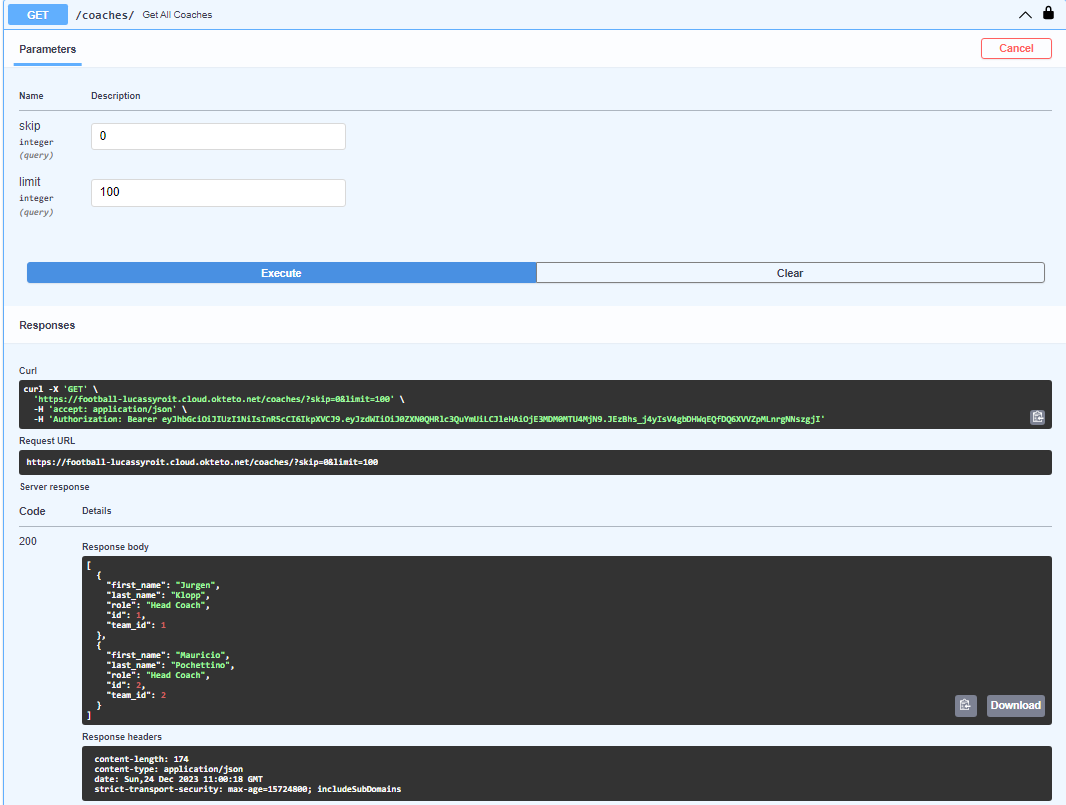 GET /coaches/ Get All Coaches
Parameters
Cancel
Name Description
skip
integer
(query)
0
limit
integer
(query)
100
Execute Clear
Responses
Curl
curl -X 'GET' \
'https://football-lucassyroit.cloud.okteto.net/coaches/?skip=0&limit=100' \
-H 'accept: application/json' \
-H 'Authorization: Bearer
Request URL
https://football-lucassyroit.cloud.okteto.net/coaches/?skip=0&limit=100
Server response
Code Details
200
Response body
[
{
"first_name": "Jurgen",
"last_name": "Klopp",
"role": "Head Coach",
"id": 1,
"team_id": 1
},
{
"first_name": "Mauricio",
"last_name": "Pochettino",
"role": "Head Coach",
"id": 2,
"team_id": 2
}
]
Download
Response headers
content-length: 174
content-type: application/json
date: Sun,24 Dec 2023 11:00:18 GMT
strict-transport-security: max-age=15724800; includeSubDomains